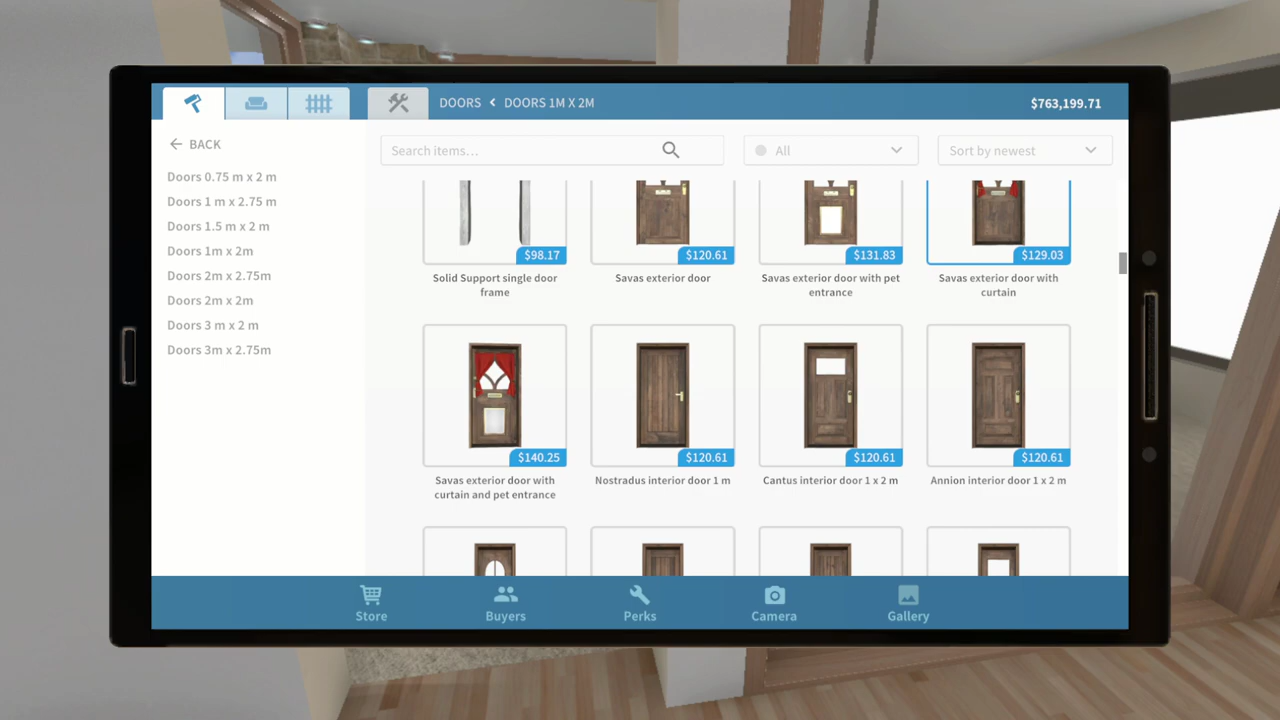 DOORS < DOORS 1M X 2M
$763,199.71
BACK
Search items...
All
Sort by newest
Doors 0.75 m x 2 m
Doors 1 m x 2.75 m
Doors 1.5 m x 2 m
Doors 1m x 2m
Doors 2m x 2.75m
Doors 2m x 2m
Doors 3 m x 2 m
Doors 3m x 2.75m
$98.17
$120.61
$131.83
$129.03
Solid Support single door
frame
Savas exterior door
Savas exterior door with pet
entrance
Savas exterior door with
curtain
$140.25
$120.61
$120.61
$120.61
Savas exterior door with
curtain and pet entrance
Nostradus interior door 1 m
Cantus interior door 1 x 2 m
Annion interior door 1 x 2 m
Store
Buyers
Perks
Camera
Gallery